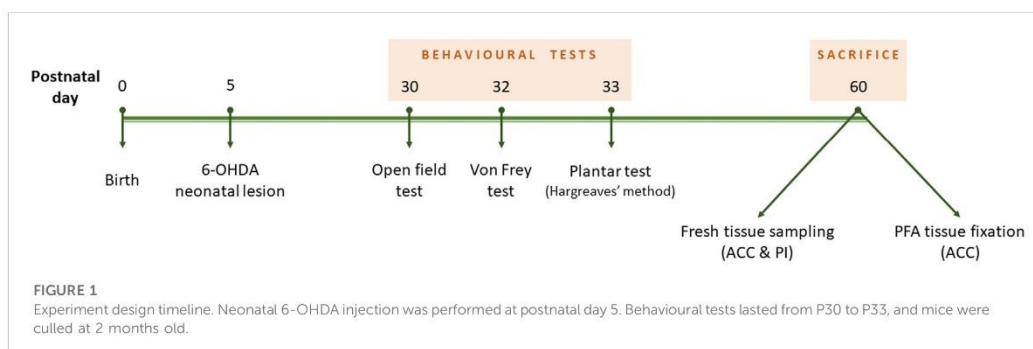 BEHAVIOURAL TESTS
SACRIFICE
Postnatal
day
0
5
30
32
33
60
Birth
6-OHDA
neonatal lesion
Open field
test
Von Frey
test
Plantar test
(Hargreaves' method)
Fresh tissue sampling
(ACC & PI)
PFA tissue fixation
(ACC)
FIGURE 1
Experiment design timeline. Neonatal 6-OHDA injection was performed at postnatal day 5. Behavioural tests lasted from P30 to P33, and mice were
culled at 2 months old.